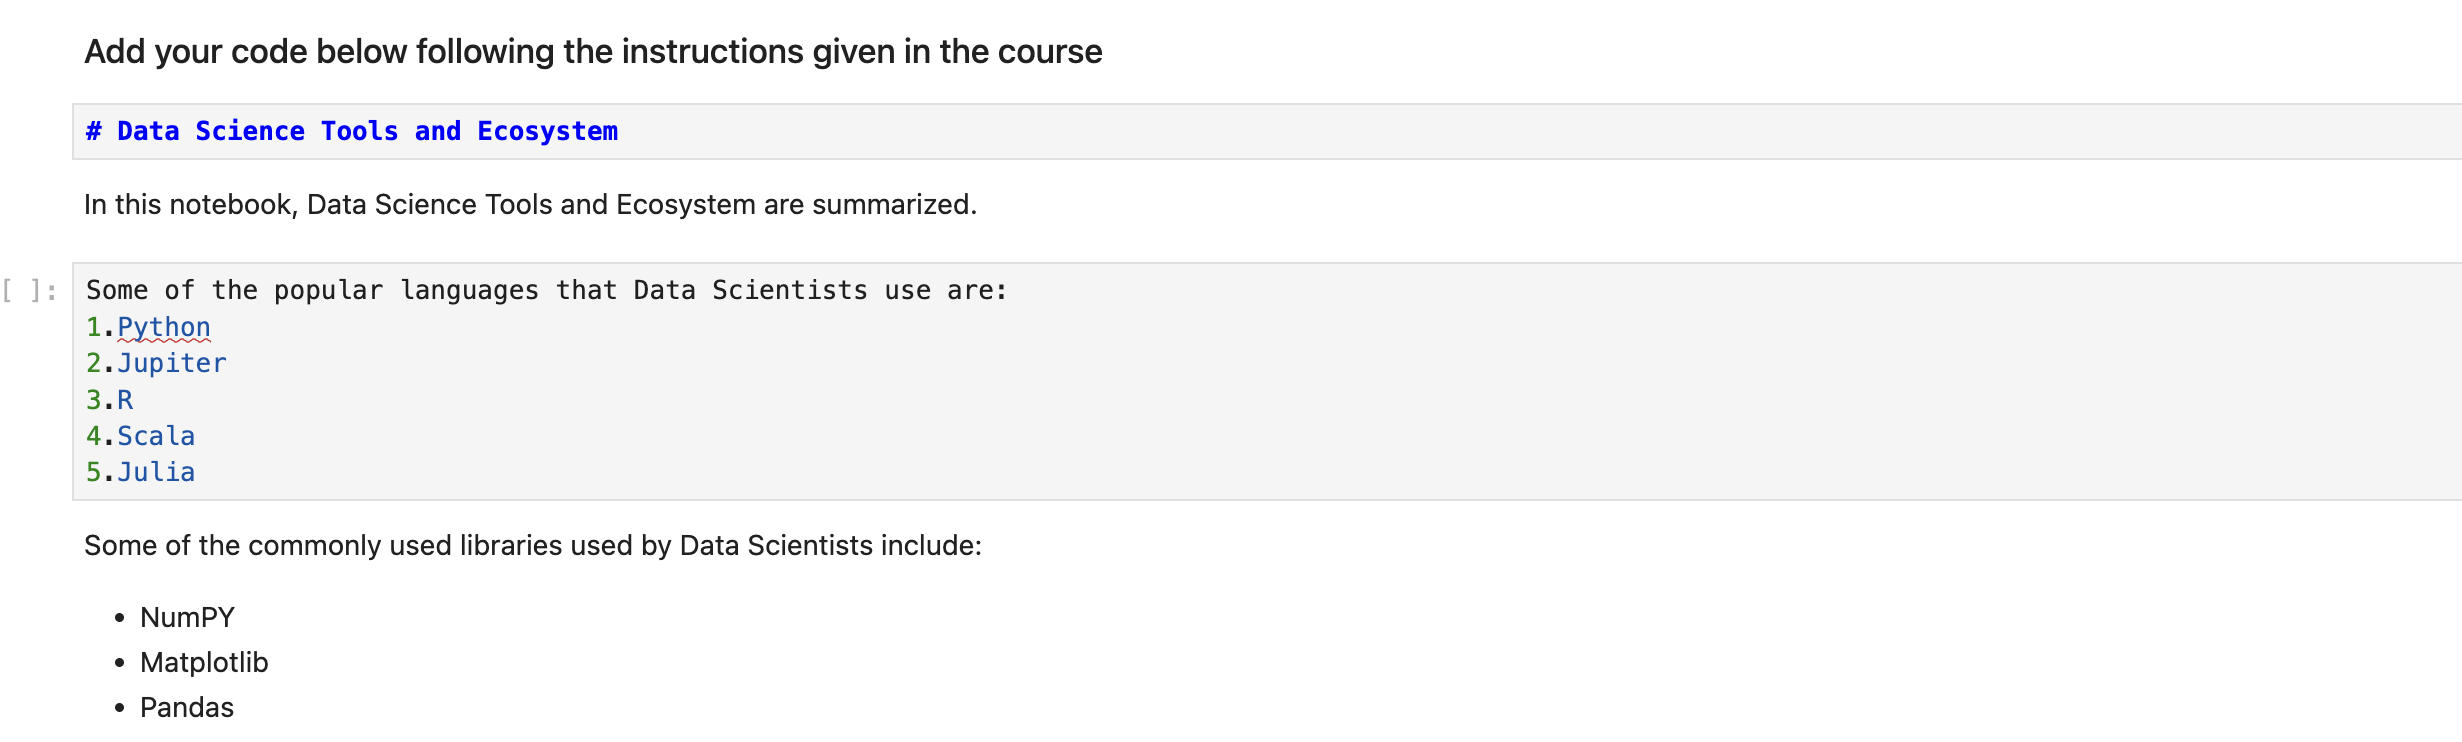 Add your code below following the instructions given in the course
# Data Science Tools and Ecosystem
In this notebook, Data Science Tools and Ecosystem are summarized.
[ ]:
Some of the popular languages that Data Scientists use are:
1.Python
2.Jupiter
3.R
4.Scala
5.Julia
Some of the commonly used libraries used by Data Scientists include:
• NumPY
• Matplotlib
• Pandas